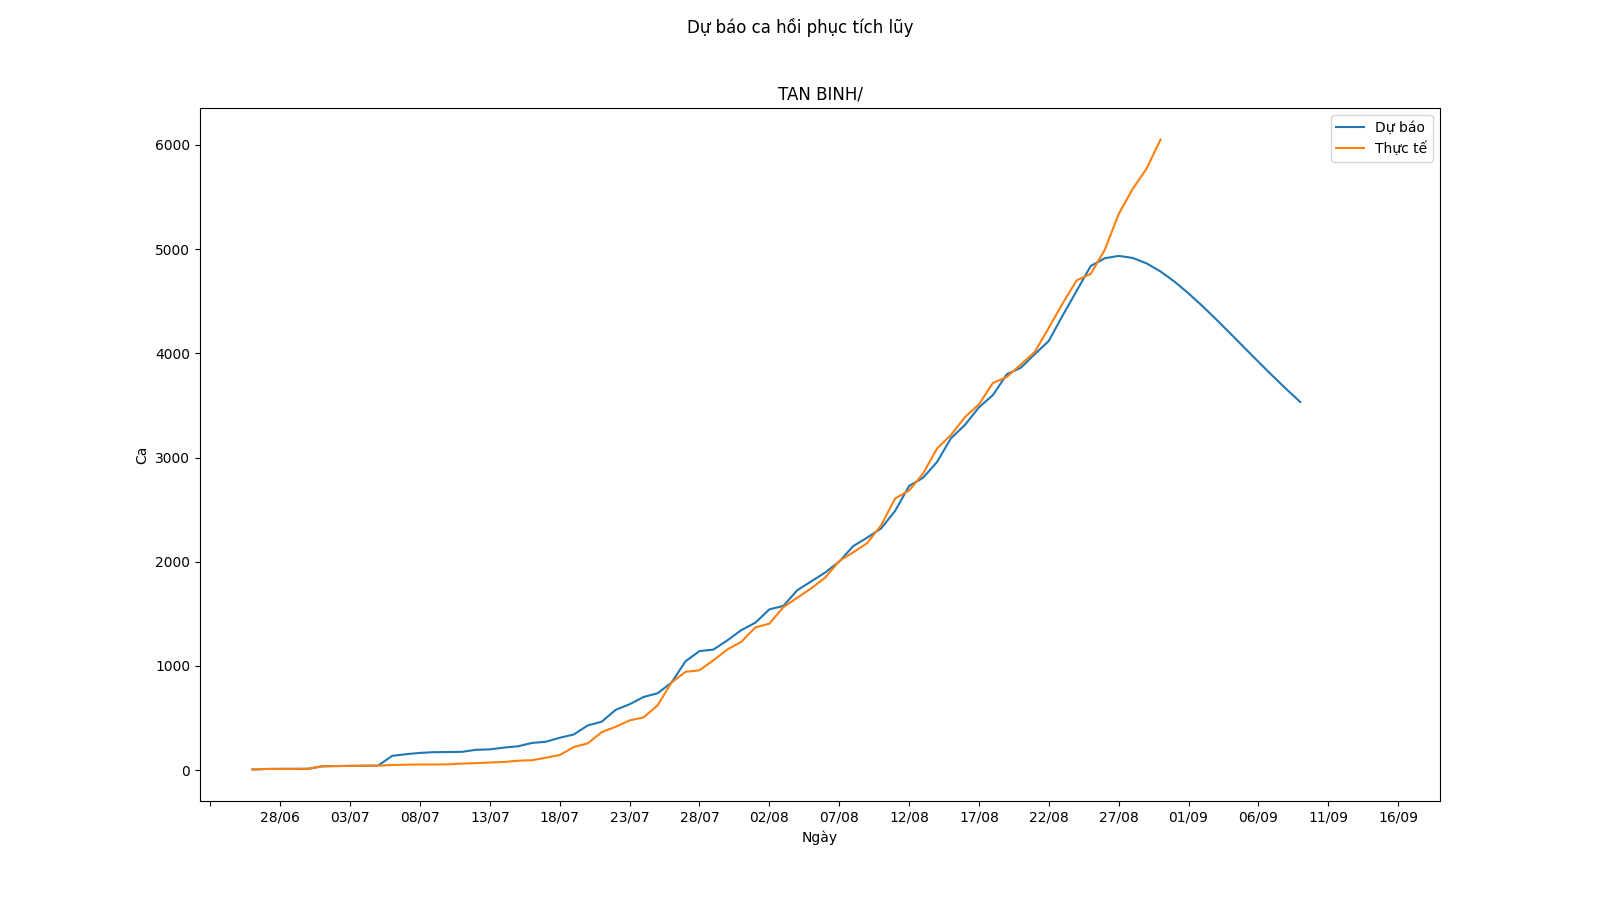 Dự báo ca hồi phục tích lũy
TAN BINH/
Dự báo
Thực tế
6000
5000
4000
3000
2000
1000
0
Ca
28/06 03/07 08/07 13/07 18/07 23/07 28/07 02/08 07/08 12/08 17/08 22/08 27/08 01/09 06/09 11/09 16/09
Ngày